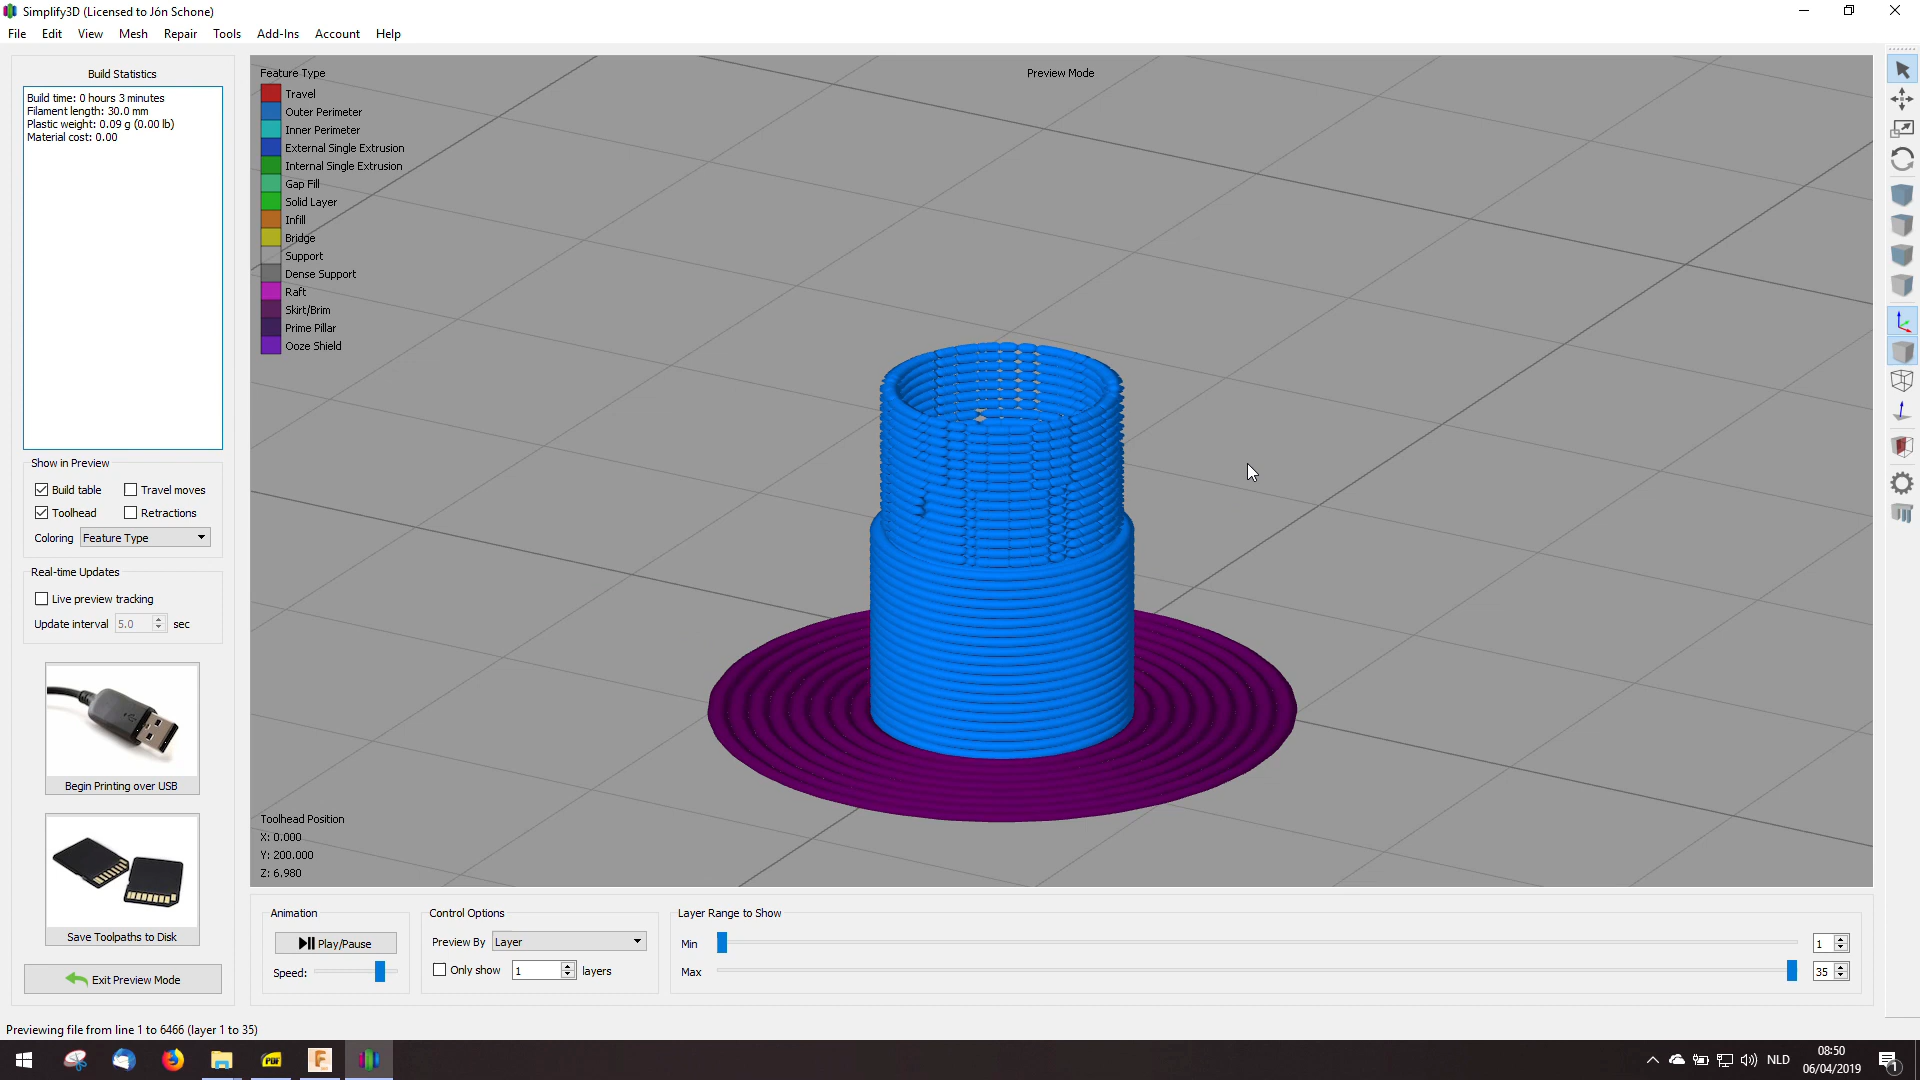 Simplify3D (Licensed to Jón Schone)
File Edit View Mesh Repair Tools Add-Ins Account Help
Build Statistics
Build time: 0 hours 3 minutes
Filament length: 30.0 mm
Plastic weight: 0.09 g (0.00 lb)
Material cost: 0.00
Show in Preview
Build table Travel moves
Toolhead Retractions
Coloring Feature Type
Real-time Updates
Live preview tracking
Update interval 5.0 sec
Begin Printing over USB
Save Toolpaths to Disk
Exit Preview Mode
Feature Type
Travel
Outer Perimeter
Inner Perimeter
External Single Extrusion
Internal Single Extrusion
Gap Fill
Solid Layer
Infill
Bridge
Support
Dense Support
Raft
Skirt/Brim
Prime Pillar
Ooze Shield
Preview Mode
Toolhead Position
X: 0.000
Y: 200.000
Z: 6.980
Animation
Play/Pause
Speed:
Control Options
Preview By Layer
Only show 1 layers
Layer Range to Show
Min 1
Max 35
Previewing file from line 1 to 6466 (layer 1 to 35)
PDF
F
NLD
08:50
06/04/2019
1